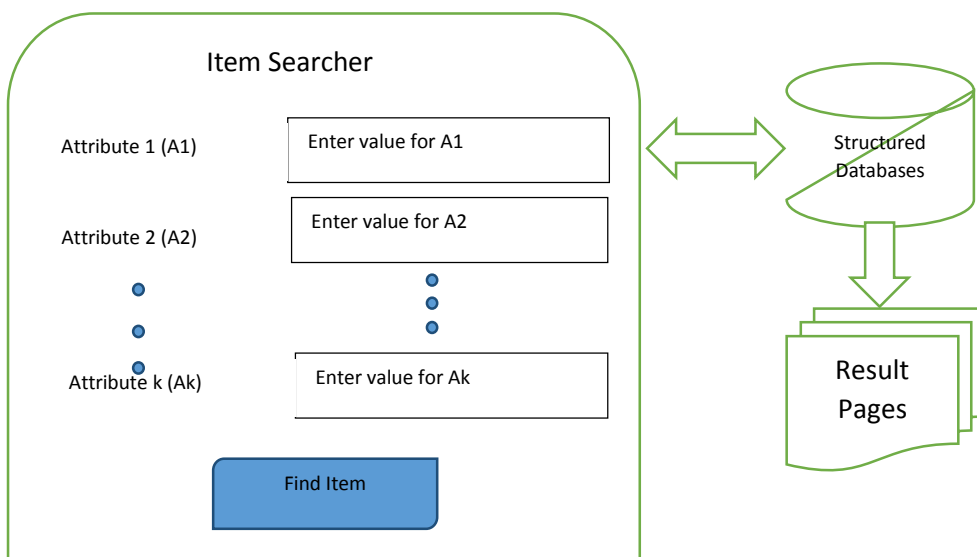 Item Searcher
Attribute 1 (A1)
Enter value for A1
Attribute 2 (A2)
Enter value for A2
Attribute k (Ak)
Enter value for Ak
Find Item
Structured
Databases
Result
Pages